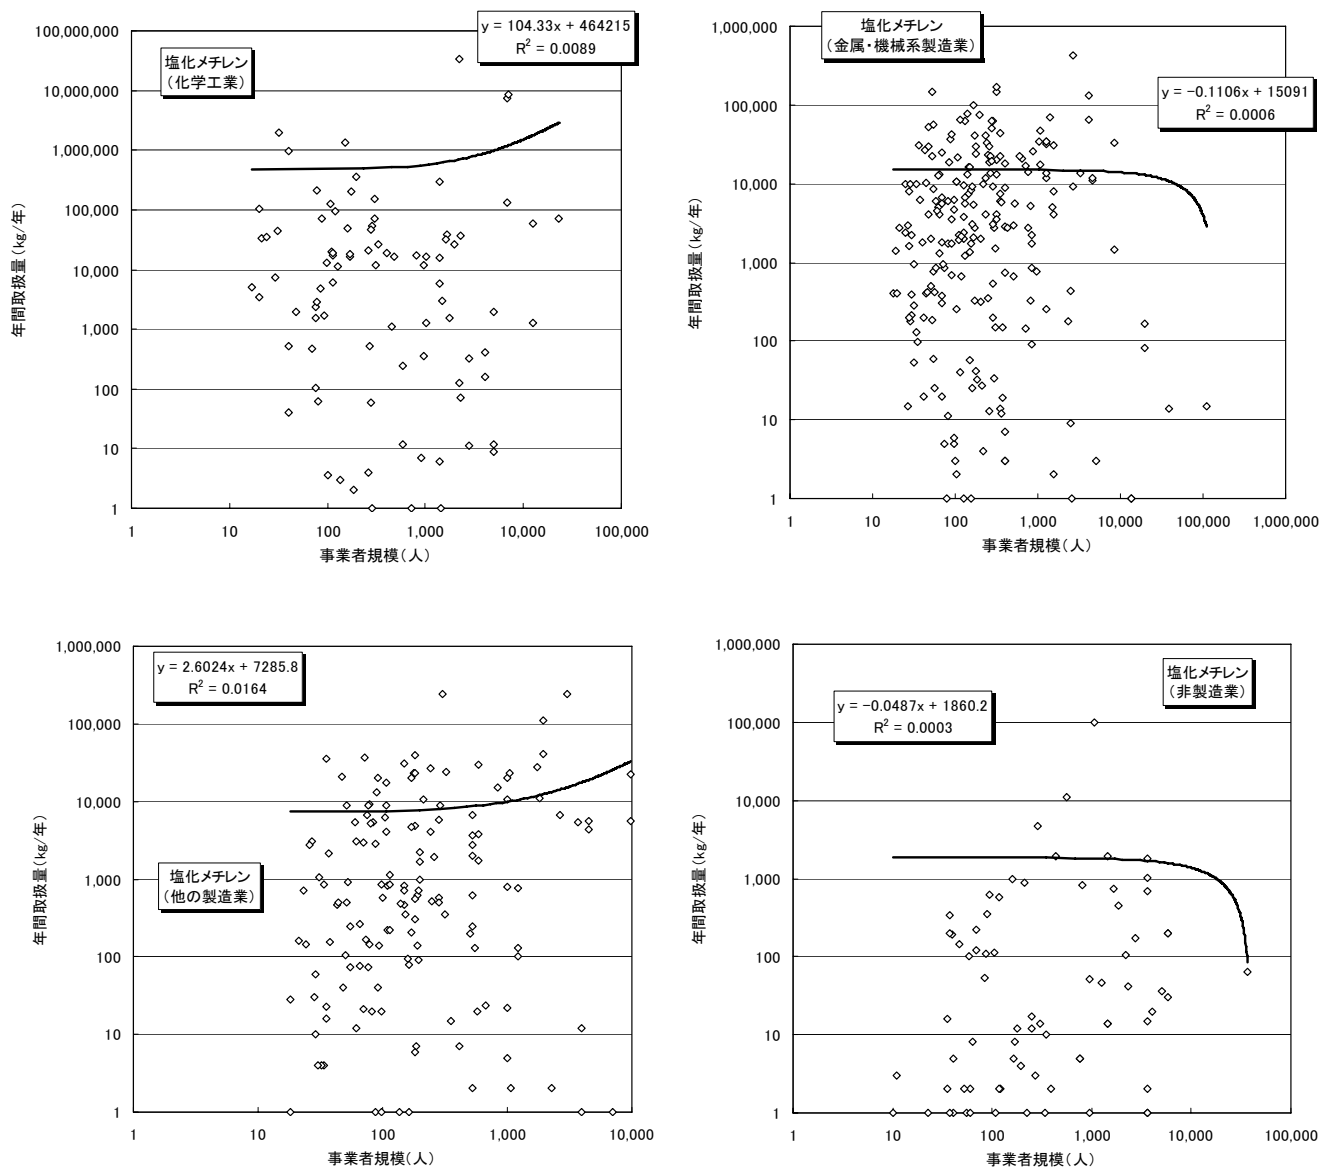 y = 104.33x + 464215
R2 = 0.0089
塩化メチレン
（化学工業）
100,000,000
10,000,000
1,000,000
100,000
10,000
1,000
100
10
1
年間取扱量（kg/年）
1
10
100
1,000
10,000
100,000
事業者規模（人）
塩化メチレン
（金属・機械系製造業）
y = -0.1106x + 15091
R2 = 0.0006
1,000,000
100,000
10,000
1,000
100
10
1
年間取扱量（kg/年）
1
10
100
1,000
10,000
100,000
1,000,000
事業者規模（人）
y = 2.6024x + 7285.8
R2 = 0.0164
塩化メチレン
（他の製造業）
1,000,000
100,000
10,000
1,000
100
10
1
年間取扱量（kg/年）
1
10
100
1,000
10,000
事業者規模（人）
塩化メチレン
（非製造業）
y = -0.0487x + 1860.2
R2 = 0.0003
1,000,000
100,000
10,000
1,000
100
10
1
年間取扱量（kg/年）
1
10
100
1,000
10,000
100,000
事業者規模（人）